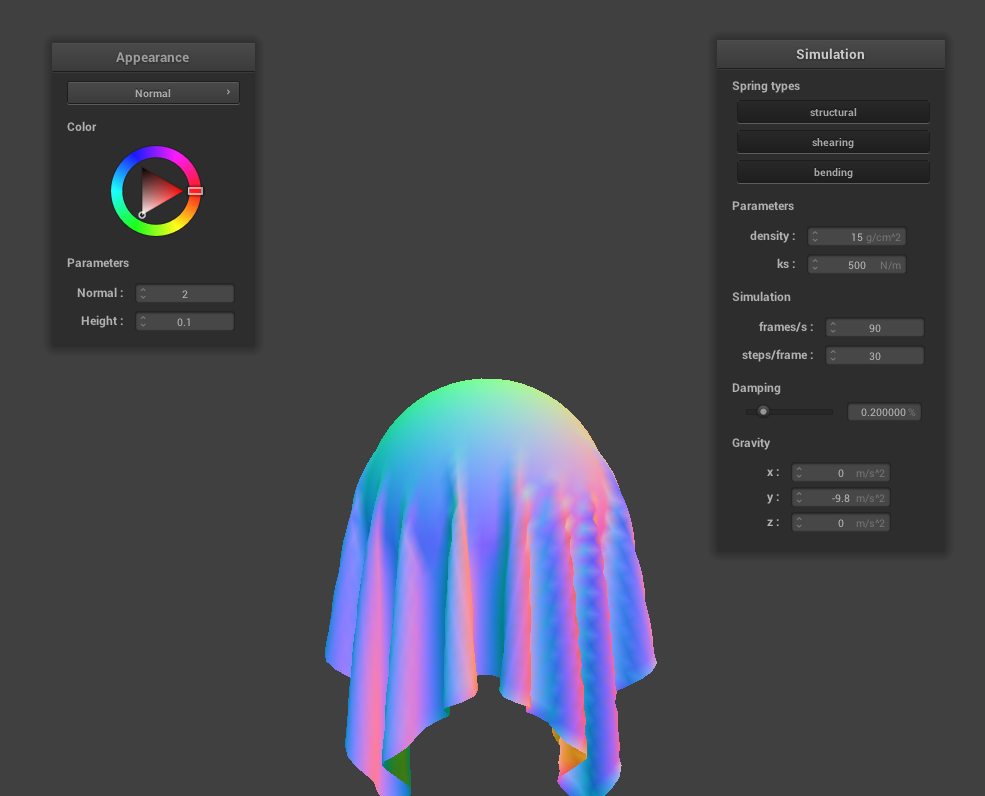 Appearance
Normal
Color
Parameters
Normal :
2
Height :
0.1
Simulation
Spring types
structural
shearing
bending
Parameters
density : 15 g/cm^2
ks : 500 N/m
Simulation
frames/s : 90
steps/frame : 30
Damping
0.200000 %
Gravity
x : 0 m/s^2
y : -9.8 m/s^2
z : 0 m/s^2